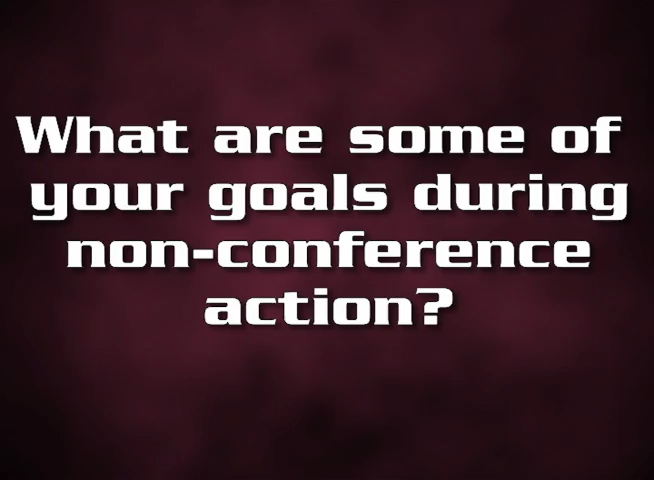 What are some of
your goals during
non-conference
action?